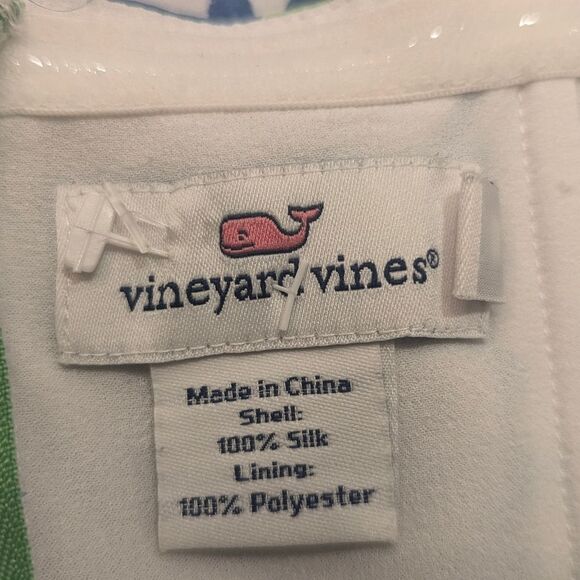 vineyard vines®
Made in China
Shell:
100% Silk
Lining:
100% Polyester